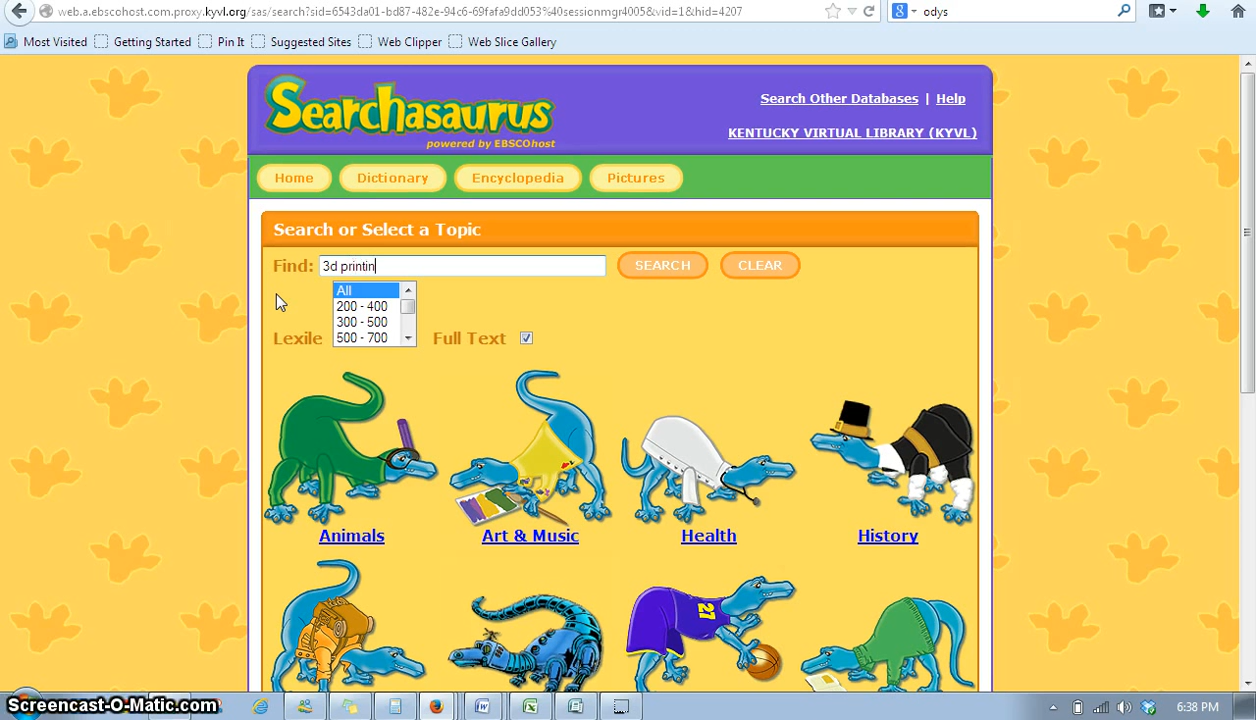 web.a.ebscohost.com.proxy.kyvl.org/sas/search?sid=6543da01-bd87-482e-94c6-69fafa9dd053%40sessionmgr4005&vid=1&hid=4207
odys
Most Visited Getting Started Pin It Suggested Sites Web Clipper Web Slice Gallery
Searchasaurus
powered by EBSCOhost
Search Other Databases | Help
KENTUCKY VIRTUAL LIBRARY (KYVL)
Home Dictionary Encyclopedia Pictures
Search or Select a Topic
Find: 3d printin SEARCH CLEAR
All
200 - 400
300 - 500
500 - 700
Lexile Full Text
Animals Art & Music Health History
27
Screencast-O-Matic.com
6:38 PM